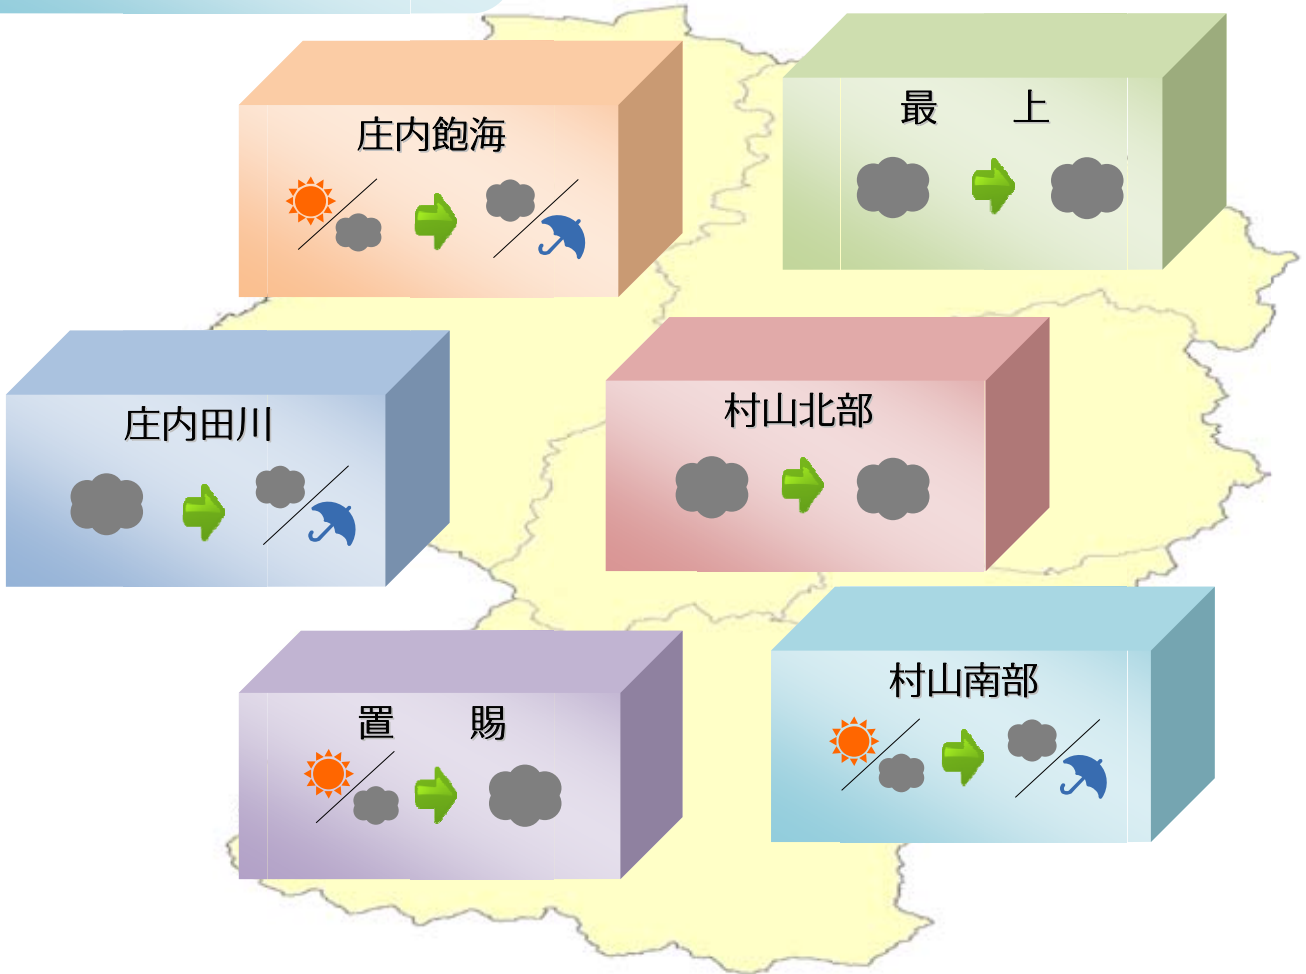 庄内飽海
最　上
庄内田川
村山北部
置　賜
村山南部